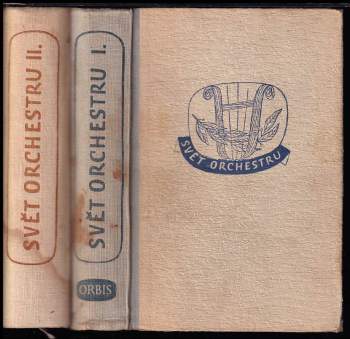 SVĚT ORCHESTRU II.
SVĚT ORCHESTRU I.
ORBIS
SVĚT ORCHESTRU